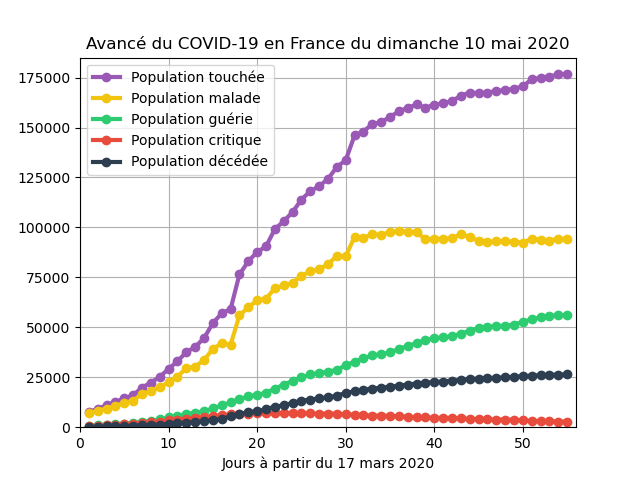 Avancé du COVID-19 en France du dimanche 10 mai 2020
Population touchée
Population malade
Population guérie
Population critique
Population décédée
175000
150000
125000
100000
75000
50000
25000
0
0 10 20 30 40 50
Jours à partir du 17 mars 2020